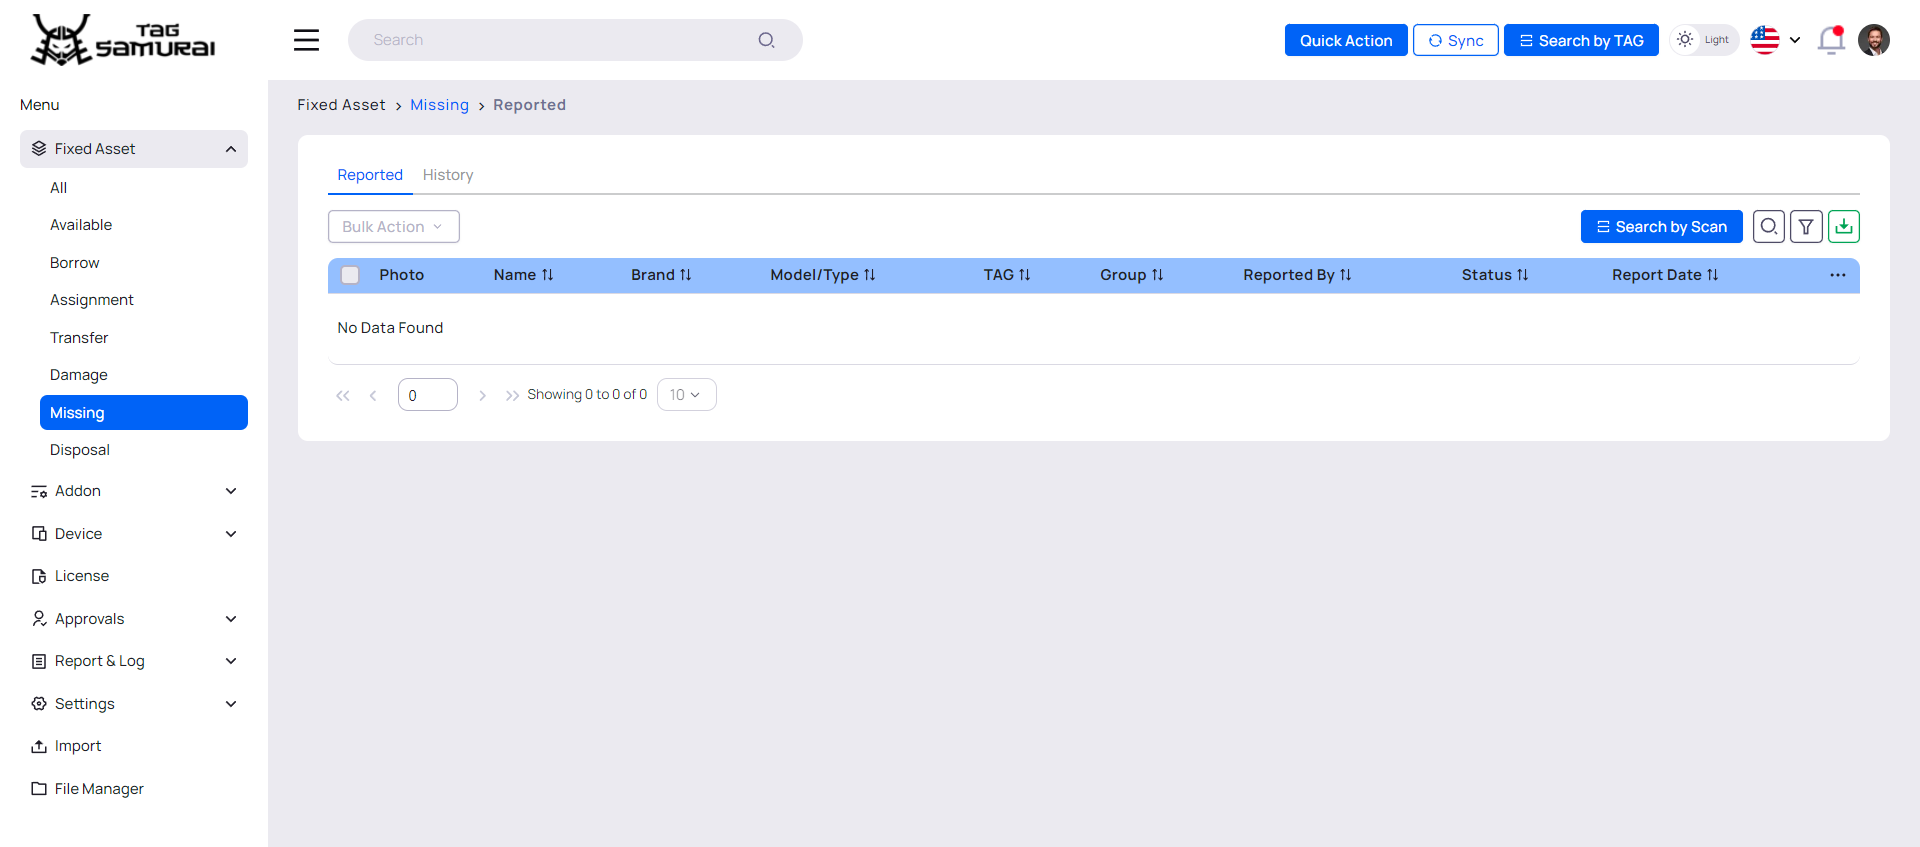 TAG
SAMURAI
Search
Quick Action
Sync
Search by TAG
Light
Menu
Fixed Asset
All
Available
Borrow
Assignment
Transfer
Damage
Missing
Disposal
Addon
Device
License
Approvals
Report & Log
Settings
Import
File Manager
Fixed Asset > Missing > Reported
Reported History
Bulk Action
Search by Scan
Photo Name Brand Model/Type TAG Group Reported By Status Report Date
No Data Found
0 Showing 0 to 0 of 0 10